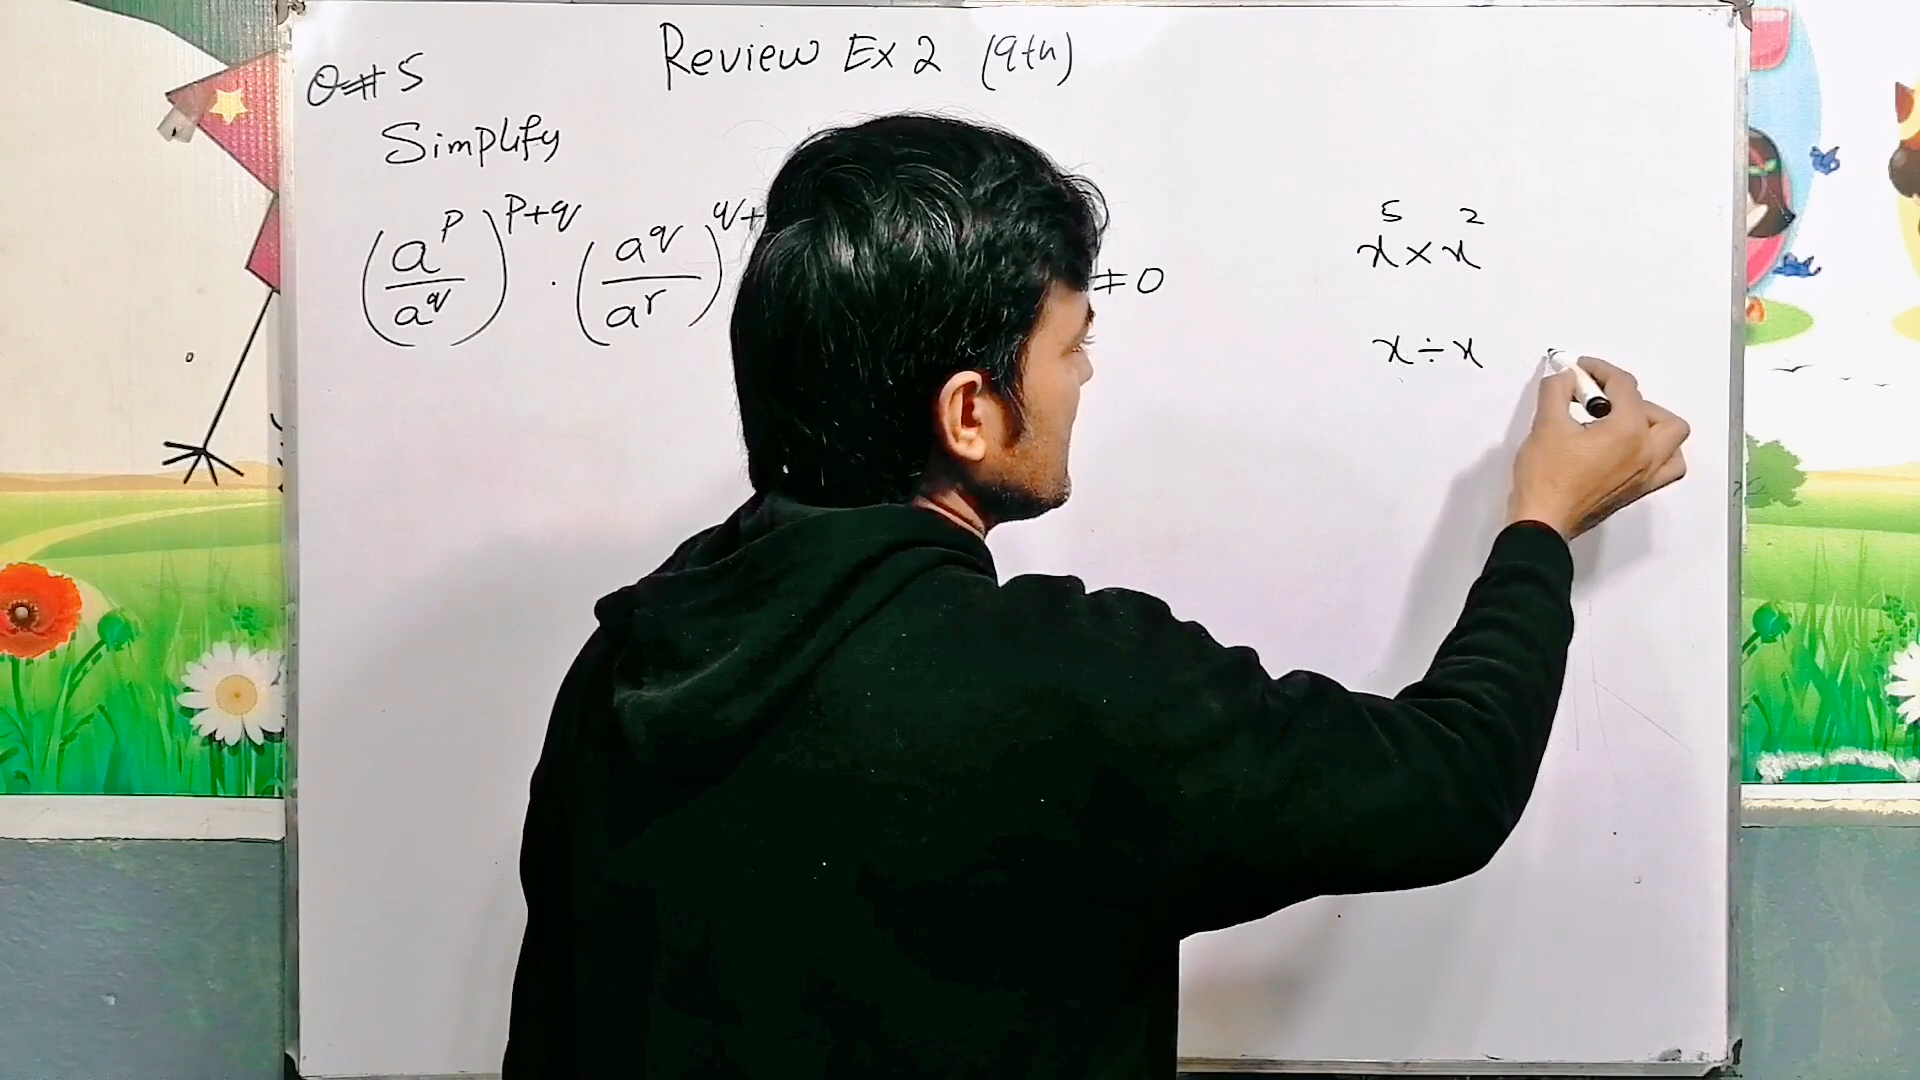 Review Ex 2 (9th)
Q# 5
Simplify
(a^p/a^q)^p+q · (a^q/a^r)^q+ ≠ 0
x^5 × x^2
x ÷ x